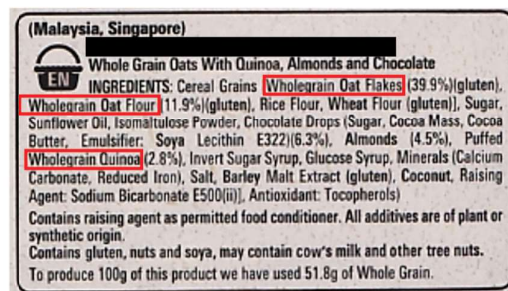 (Malaysia, Singapore)
EN
Whole Grain Oats With Quinoa, Almonds and Chocolate
INGREDIENTS: Cereal Grains Wholegrain Oat Flakes (39.9%)(gluten),
Wholegrain Oat Flour (11.9%)(gluten), Rice Flour, Wheat Flour (gluten)], Sugar,
Sunflower Oil, Isomaltulose Powder, Chocolate Drops (Sugar, Cocoa Mass, Cocoa
Butter, Emulsifier: Soya Lecithin E322)(6.3%), Almonds (4.5%), Puffed
Wholegrain Quinoa (2.8%), Invert Sugar Syrup, Glucose Syrup, Minerals (Calcium
Carbonate, Reduced Iron), Salt, Barley Malt Extract (gluten), Coconut, Raising
Agent: Sodium Bicarbonate E500(ii)], Antioxidant: Tocopherols)
Contains raising agent as permitted food conditioner. All additives are of plant or
synthetic origin.
Contains gluten, nuts and soya, may contain cow's milk and other tree nuts.
To produce 100g of this product we have used 51.8g of Whole Grain.